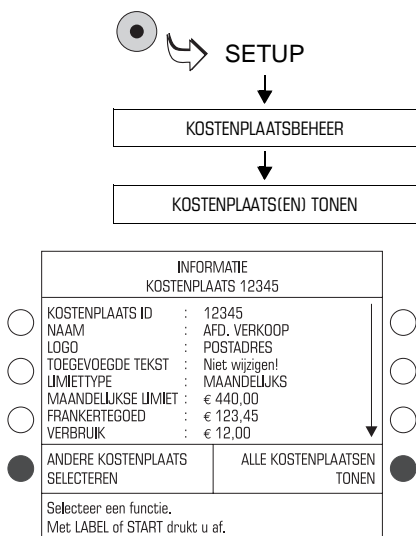 SETUP
KOSTENPLAATSBEHEER
KOSTENPLAATS(EN) TONEN
INFORMATIE
KOSTENPLAATS 12345
KOSTENPLAATS ID : 12345
NAAM : AFD. VERKOOP
LOGO : POSTADRES
TOEGEVOEGDE TEKST : Niet wijzigen!
LIMIETTYPE : MAANDELIJKS
MAANDELIJKSE LIMIET : € 440,00
FRANKERTEGOED : € 123,45
VERBRUIK : € 12,00
ANDERE KOSTENPLAATS SELECTEREN
ALLE KOSTENPLAATSEN TONEN
Selecteer een functie.
Met LABEL of START drukt u af.